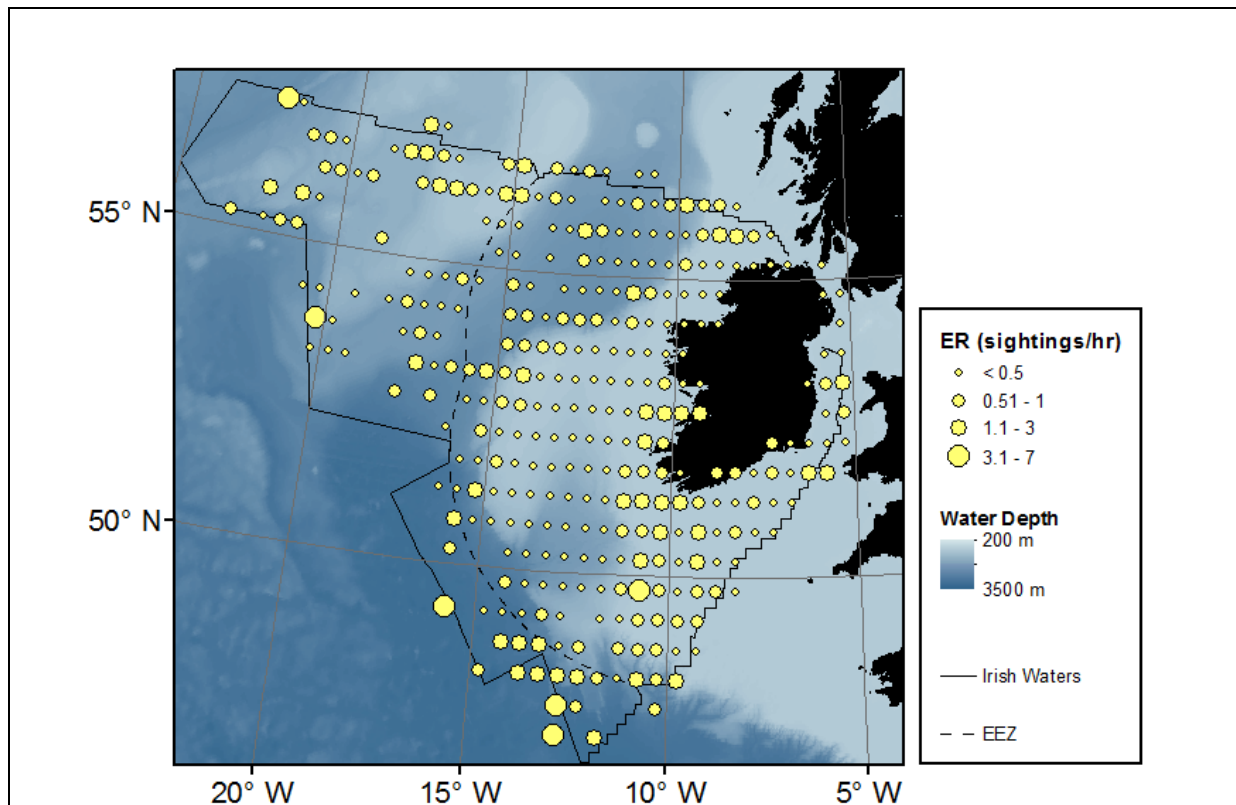 55° N
50° N
20° W
15° W
10° W
5° W
ER (sightings/hr)
< 0.5
0.51 - 1
1.1 - 3
3.1 - 7
Water Depth
200 m
3500 m
Irish Waters
EEZ